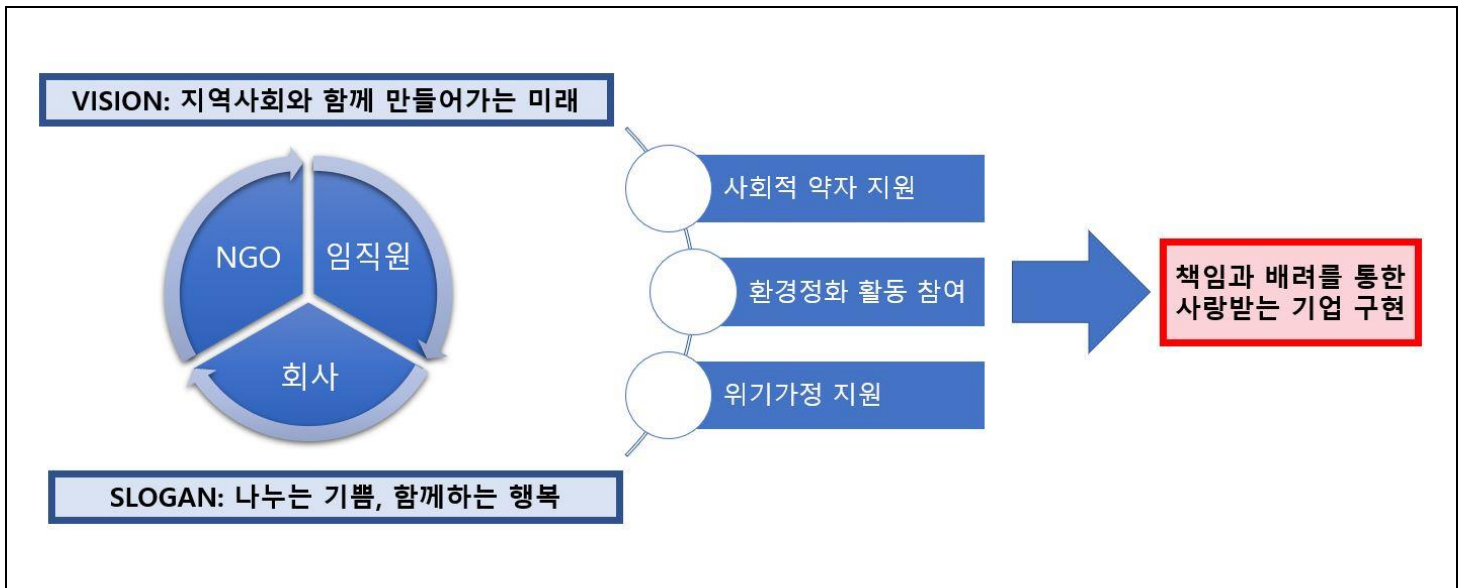 VISION: 지역사회와 함께 만들어가는 미래
NGO
임직원
회사
SLOGAN: 나누는 기쁨, 함께하는 행복
사회적 약자 지원
환경정화 활동 참여
위기가정 지원
책임과 배려를 통한
사랑받는 기업 구현